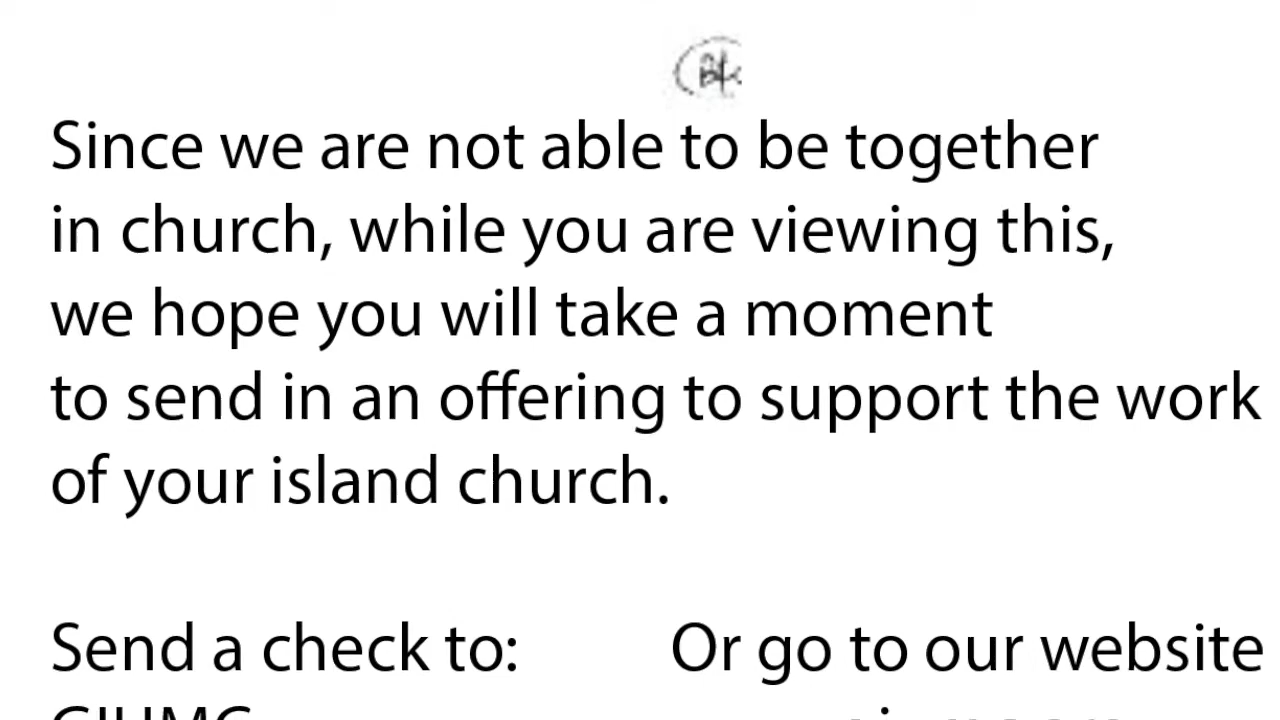 Since we are not able to be together
in church, while you are viewing this,
we hope you will take a moment
to send in an offering to support the work
of your island church.
Send a check to: Or go to our website